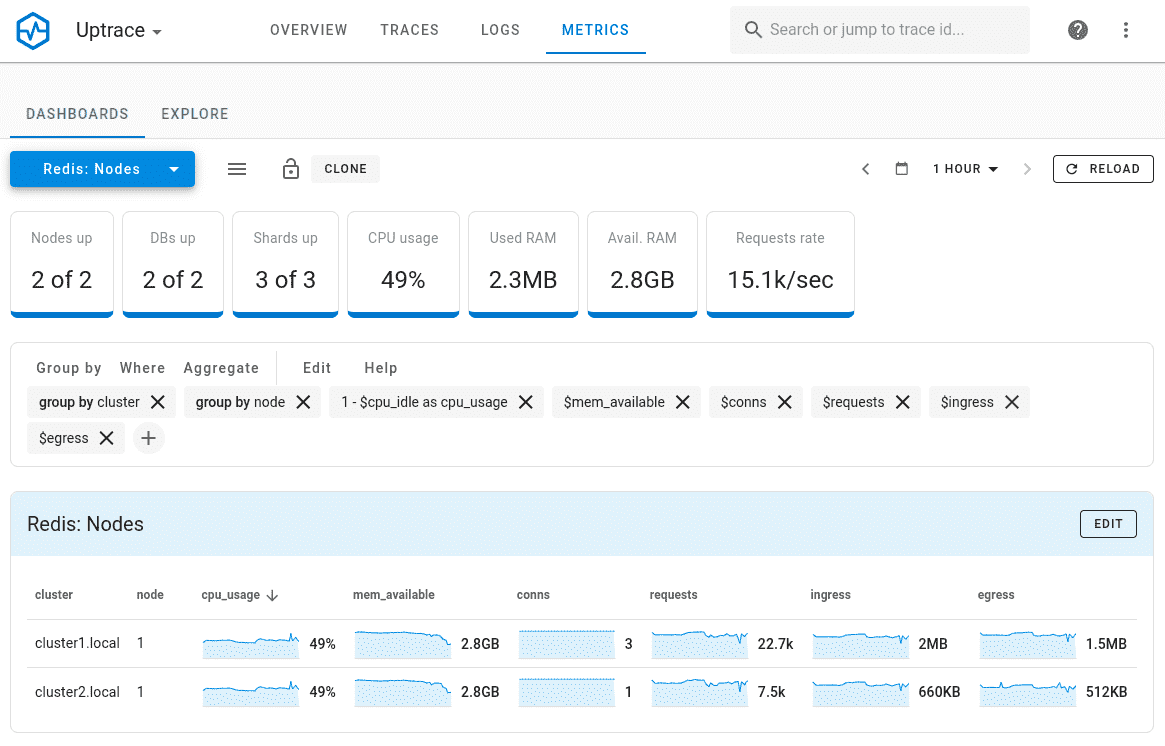 Uptrace
OVERVIEW TRACES LOGS METRICS
Search or jump to trace id...
DASHBOARDS EXPLORE
Redis: Nodes
CLONE
1 HOUR
RELOAD
Nodes up DBs up Shards up CPU usage Used RAM Avail. RAM Requests rate
2 of 2 2 of 2 3 of 3 49% 2.3MB 2.8GB 15.1k/sec
Group by Where Aggregate Edit Help
group by cluster group by node 1 - $cpu_idle as cpu_usage $mem_available $conns $requests $ingress
$egress
Redis: Nodes
EDIT
cluster node cpu_usage mem_available conns requests ingress egress
cluster1.local 1 49% 2.8GB 3 22.7k 2MB 1.5MB
cluster2.local 1 49% 2.8GB 1 7.5k 660KB 512KB